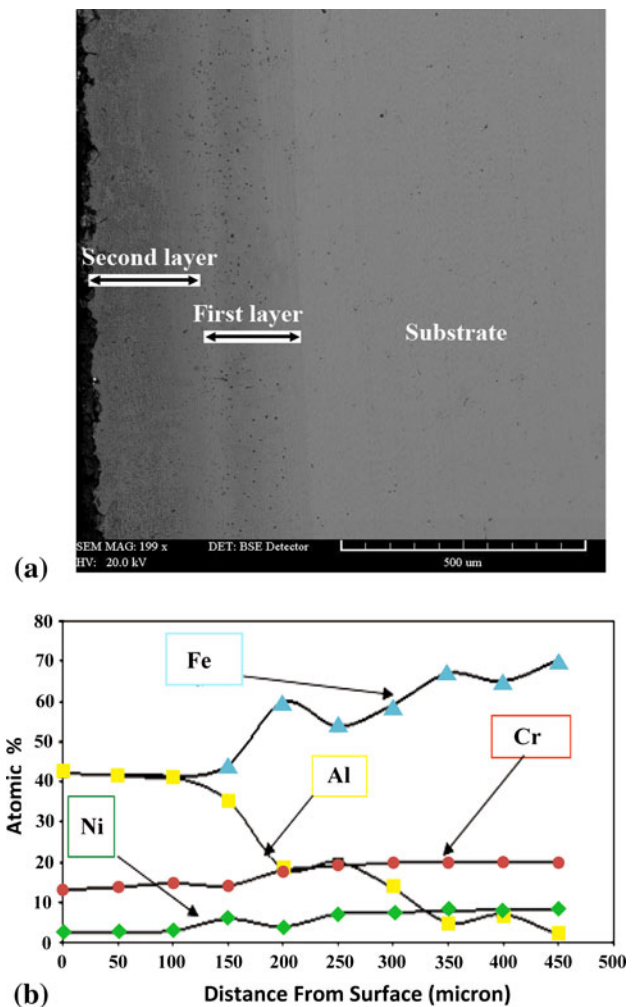 Second layer
First layer
Substrate
SEM MAG: 199 x DET: BSE Detector
HV: 20.0 kV 500 um
(a)
80
70
60
50
40
30
20
10
0
Atomic %
Fe
Cr
Al
Ni
0 50 100 150 200 250 300 350 400 450 500
Distance From Surface (micron)
(b)